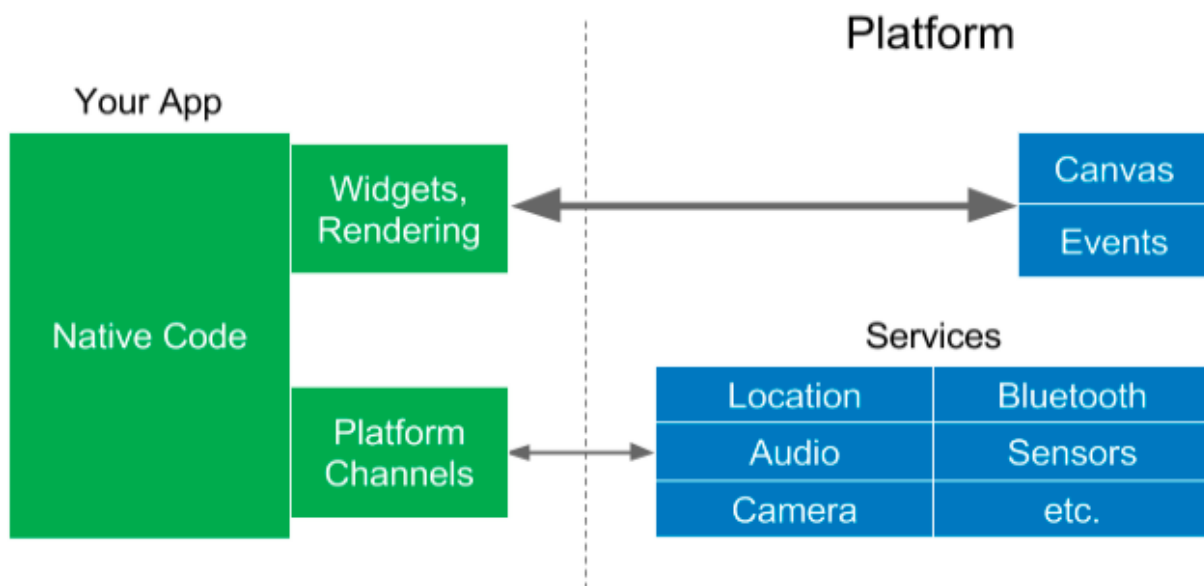 Platform
Your App
Widgets,
Rendering
Canvas
Events
Native Code
Services
Platform
Channels
Location
Bluetooth
Audio
Sensors
Camera
etc.